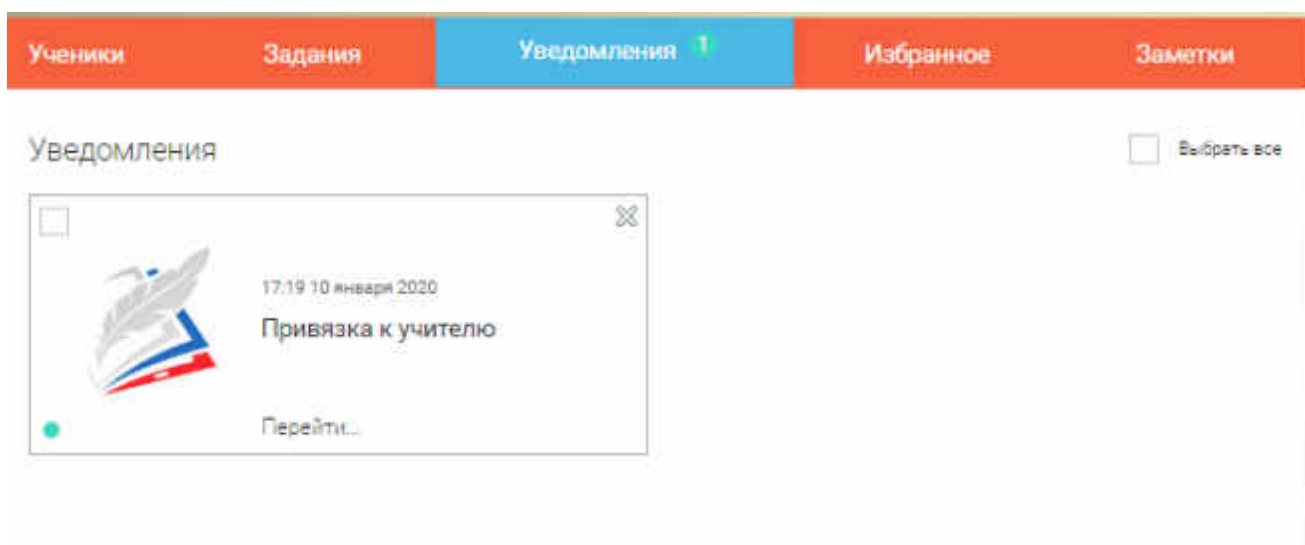 Ученики Задания Уведомления 1 Избранное Заметки
Уведомления Выбрать все
17:19 10 января 2020
Привязка к учителю
Перейти...